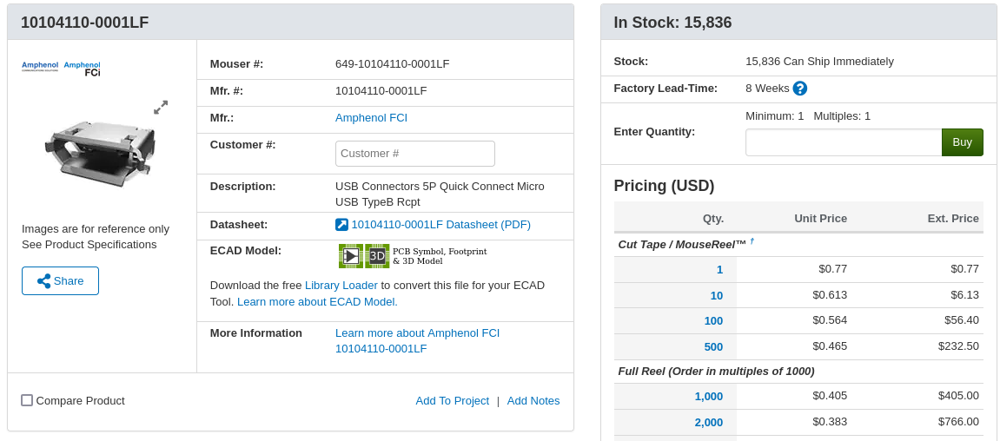 10104110-0001LF
Amphenol Amphenol
COMMUNICATIONS SOLUTIONS FCi
Images are for reference only
See Product Specifications
Share
Mouser #: 649-10104110-0001LF
Mfr. #: 10104110-0001LF
Mfr.: Amphenol FCI
Customer #: Customer #
Description: USB Connectors 5P Quick Connect Micro
USB TypeB Rcpt
Datasheet: 10104110-0001LF Datasheet (PDF)
ECAD Model: 3D PCB Symbol, Footprint
& 3D Model
Download the free Library Loader to convert this file for your ECAD
Tool. Learn more about ECAD Model.
More Information Learn more about Amphenol FCI
10104110-0001LF
Compare Product Add To Project | Add Notes
In Stock: 15,836
Stock: 15,836 Can Ship Immediately
Factory Lead-Time: 8 Weeks ?
Minimum: 1 Multiples: 1
Enter Quantity: Buy
Pricing (USD)
Qty. Unit Price Ext. Price
Cut Tape / MouseReel™ †
1 $0.77 $0.77
10 $0.613 $6.13
100 $0.564 $56.40
500 $0.465 $232.50
Full Reel (Order in multiples of 1000)
1,000 $0.405 $405.00
2,000 $0.383 $766.00